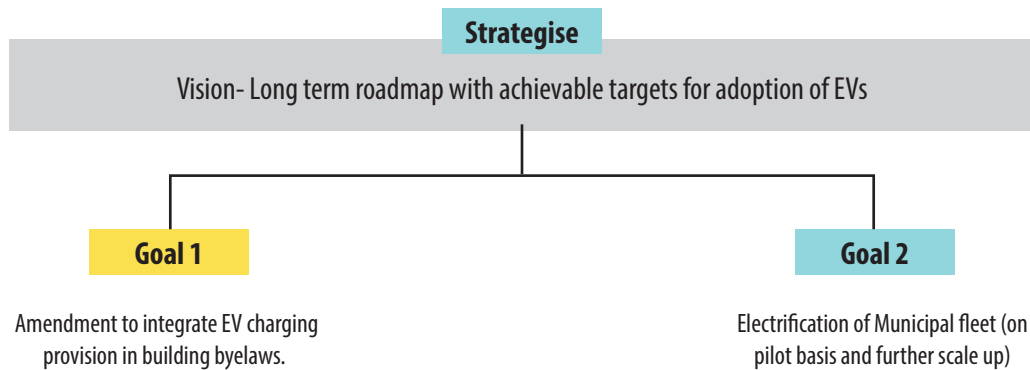 Strategise
Vision- Long term roadmap with achievable targets for adoption of EVs
Goal 1
Goal 2
Amendment to integrate EV charging
provision in building byelaws.
Electrification of Municipal fleet (on
pilot basis and further scale up)